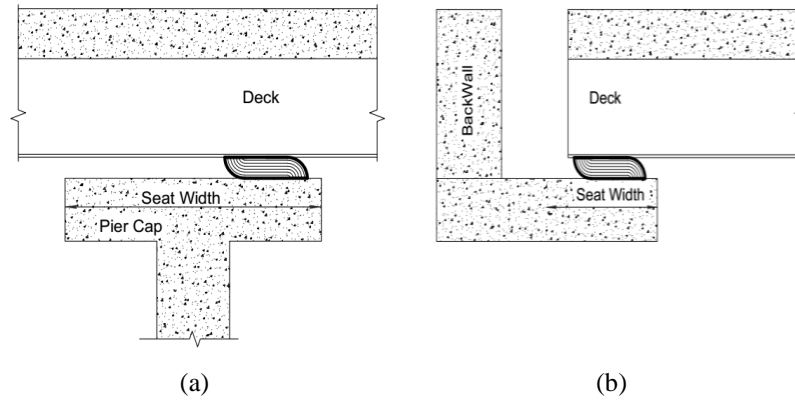 Deck
Seat Width
Pier Cap
(a)
BackWall
Deck
Seat Width
(b)